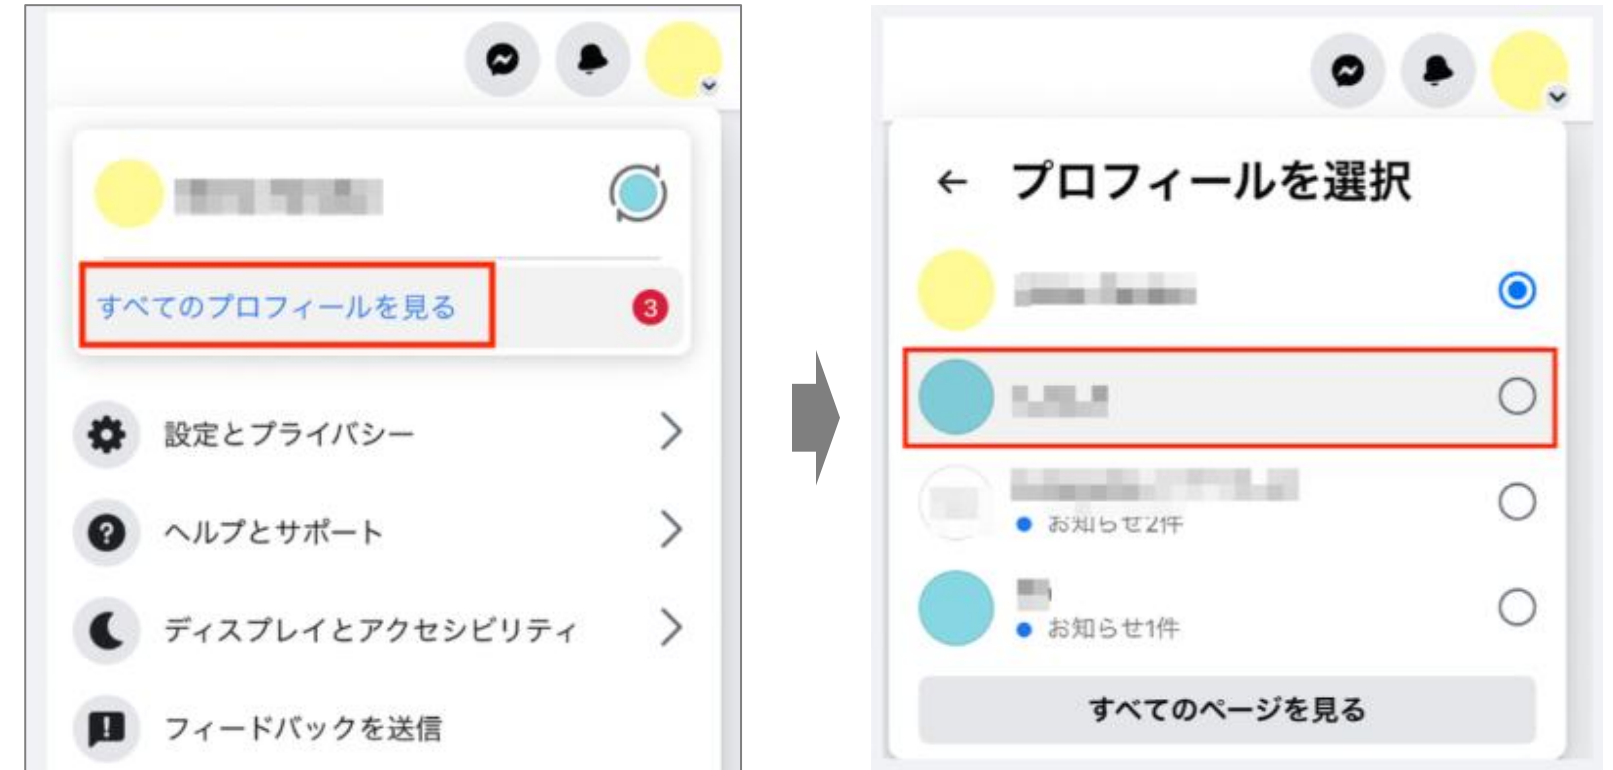 すべてのプロフィールを見る
3
設定とプライバシー
ヘルプとサポート
ディスプレイとアクセシビリティ
フィードバックを送信
プロフィールを選択
お知らせ2件
お知らせ1件
すべてのページを見る